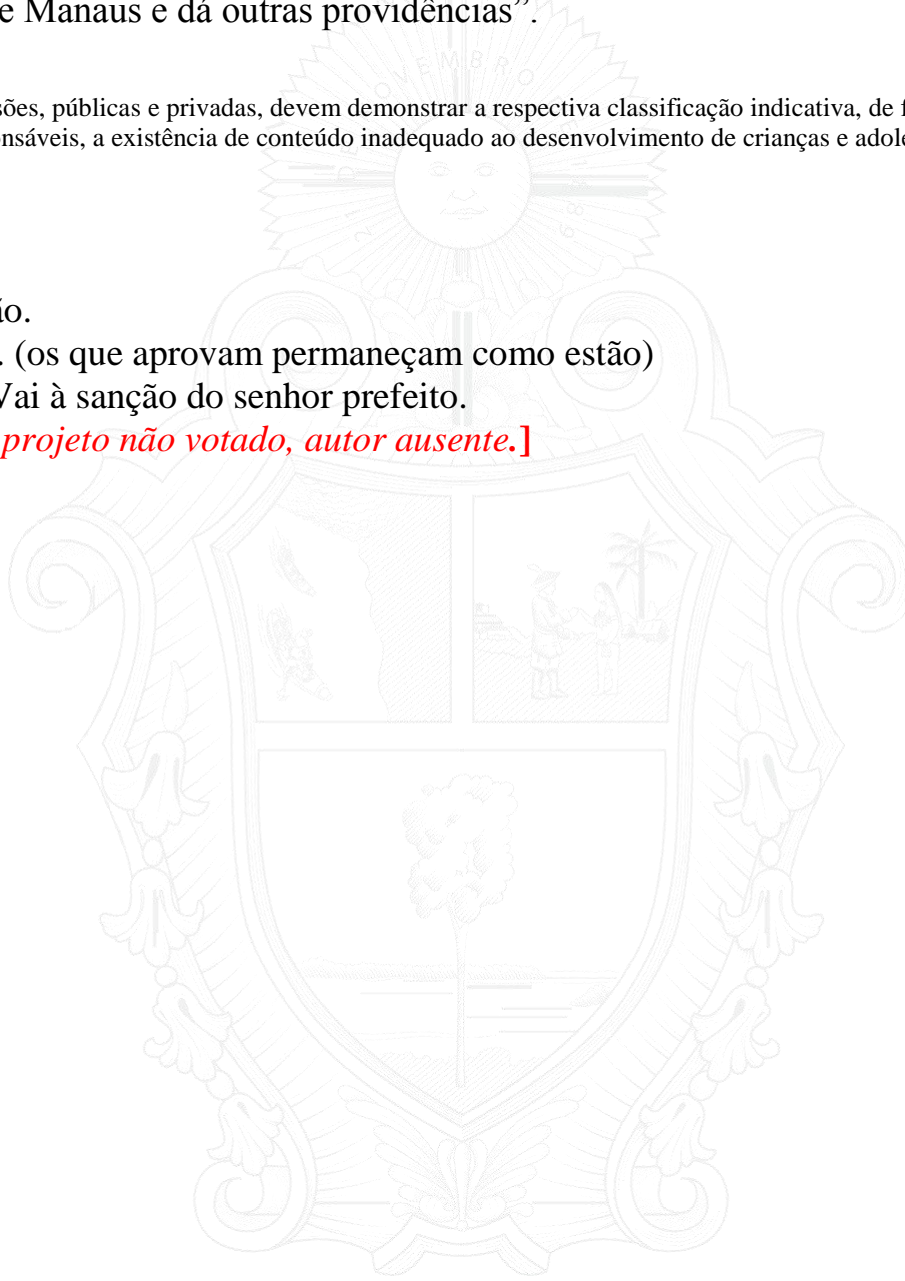 e Manaus e dá outras providências”.
sões, públicas e privadas, devem demonstrar a respectiva classificação indicativa, de f
onsáveis, a existência de conteúdo inadequado ao desenvolvimento de crianças e adole
ão.
. (os que aprovam permaneçam como estão)
Vai à sanção do senhor prefeito.
projeto não votado, autor ausente.]